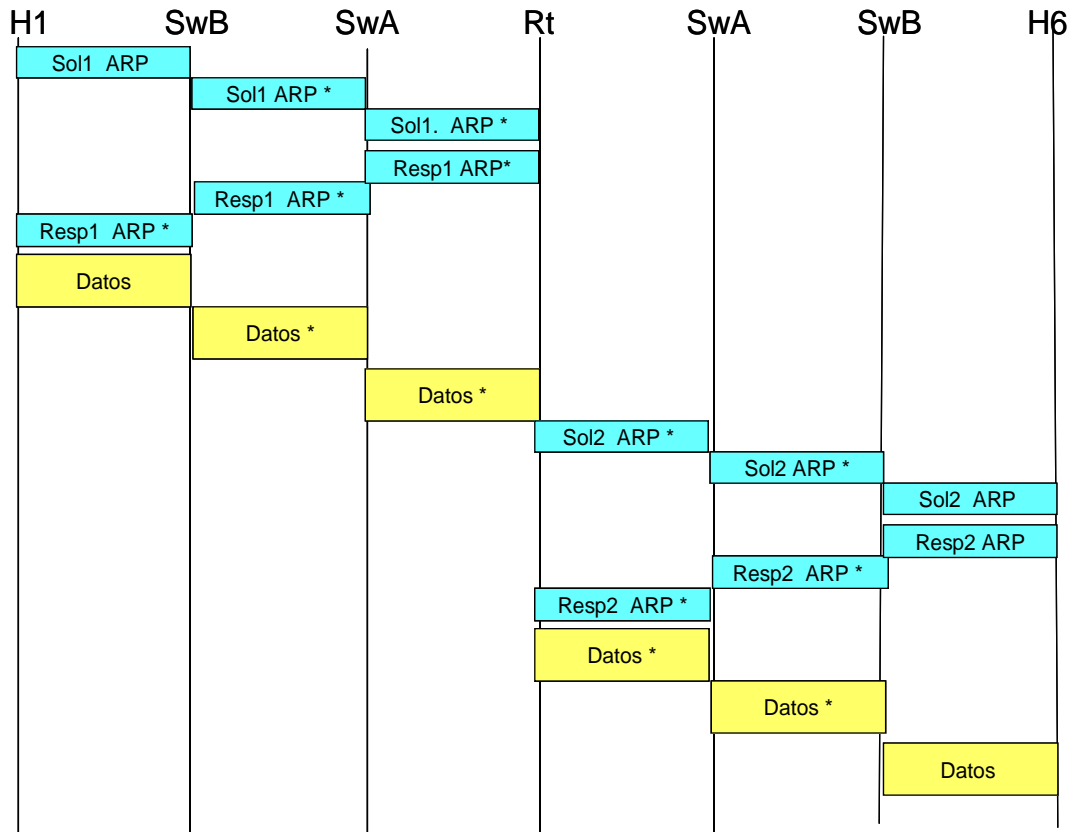 H1 SwB SwA Rt SwA SwB H6
Sol1 ARP
Sol1 ARP *
Sol1. ARP *
Resp1 ARP*
Resp1 ARP *
Resp1 ARP *
Datos
Datos *
Datos *
Sol2 ARP *
Sol2 ARP *
Sol2 ARP
Resp2 ARP
Resp2 ARP *
Resp2 ARP *
Datos *
Datos *
Datos